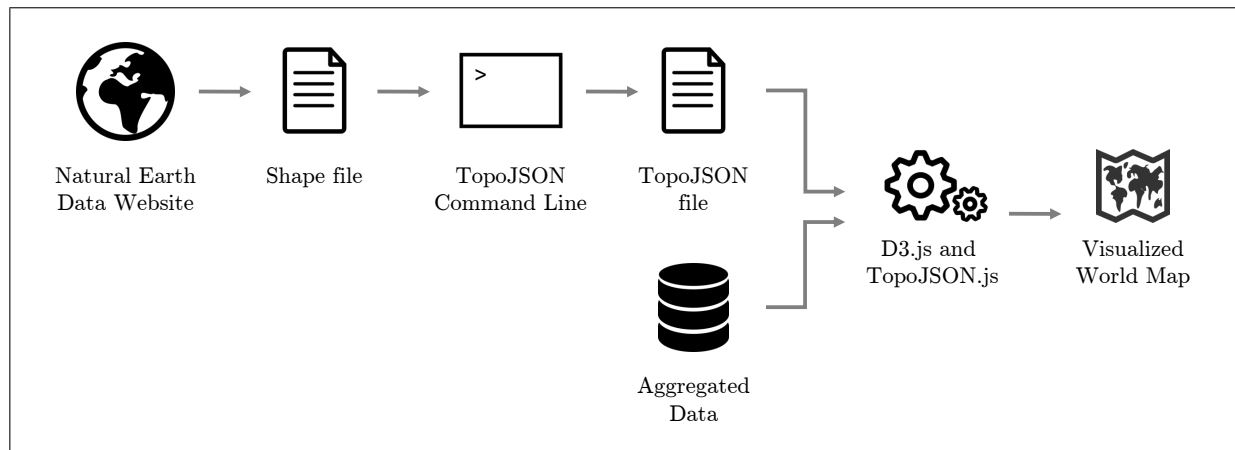 >
Natural Earth
Data Website
Shape file
TopoJSON
Command Line
TopoJSON
file
Aggregated
Data
D3.js and
TopoJSON.js
Visualized
World Map